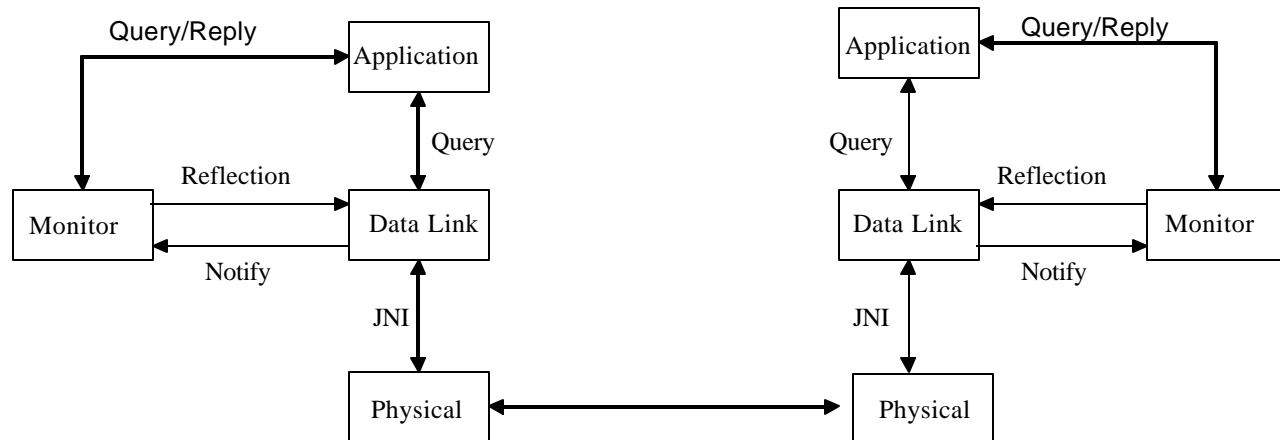 Query/Reply
Application
Query
Reflection
Monitor
Data Link
Notify
JNI
Physical
Query/Reply
Application
Query
Reflection
Data Link
Monitor
Notify
JNI
Physical